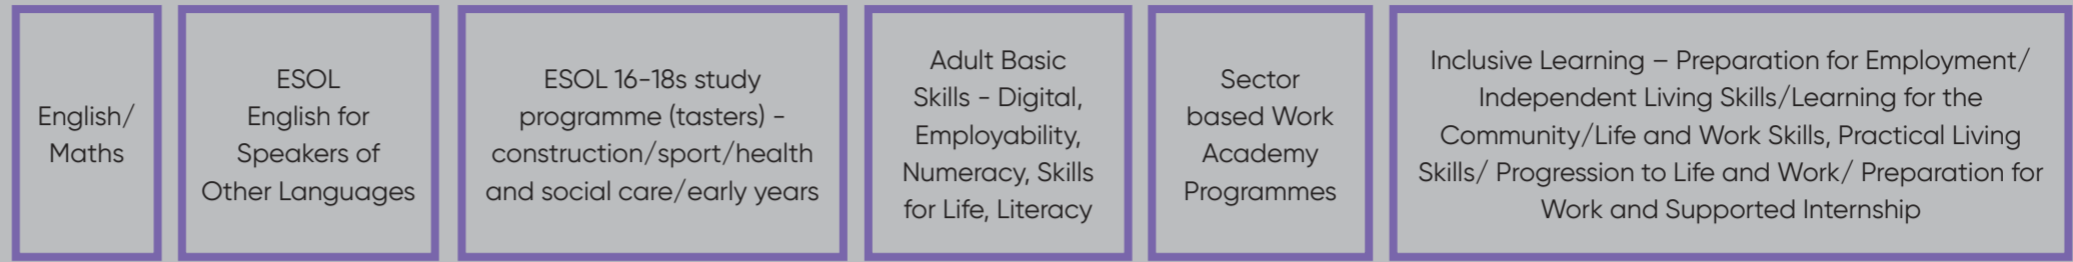 English/
Maths
ESOL
English for
Speakers of
Other Languages
ESOL 16-18s study
programme (tasters) -
construction/sport/health
and social care/early years
Adult Basic
Skills - Digital,
Employability,
Numeracy, Skills
for Life, Literacy
Sector
based Work
Academy
Programmes
Inclusive Learning – Preparation for Employment/
Independent Living Skills/Learning for the
Community/Life and Work Skills, Practical Living
Skills/ Progression to Life and Work/ Preparation for
Work and Supported Internship